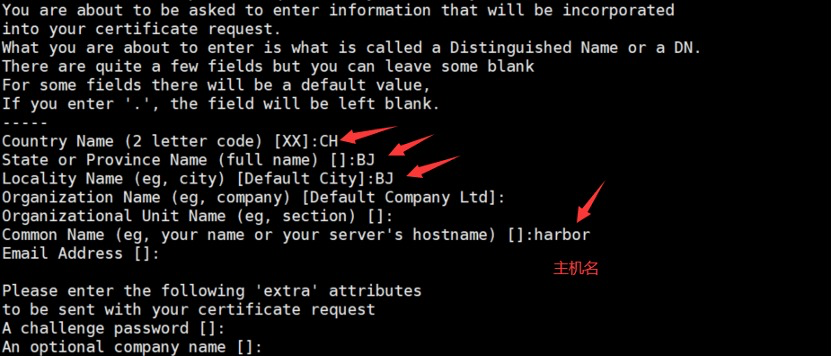 You are about to be asked to enter information that will be incorporated
into your certificate request.
What you are about to enter is what is called a Distinguished Name or a DN.
There are quite a few fields but you can leave some blank
For some fields there will be a default value,
If you enter '.', the field will be left blank.
-----
Country Name (2 letter code) [XX]:CH
State or Province Name (full name) []:BJ
Locality Name (eg, city) [Default City]:BJ
Organization Name (eg, company) [Default Company Ltd]:
Organizational Unit Name (eg, section) []:
Common Name (eg, your name or your server's hostname) []:harbor
Email Address []:
主机名
Please enter the following 'extra' attributes
to be sent with your certificate request
A challenge password []:
An optional company name []: